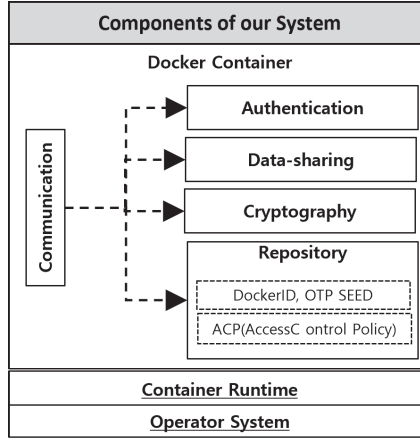 Components of our System
Docker Container
Communication
Authentication
Data-sharing
Cryptography
Repository
DockerID, OTP SEED
ACP(AccessC ontrol Policy)
Container Runtime
Operator System